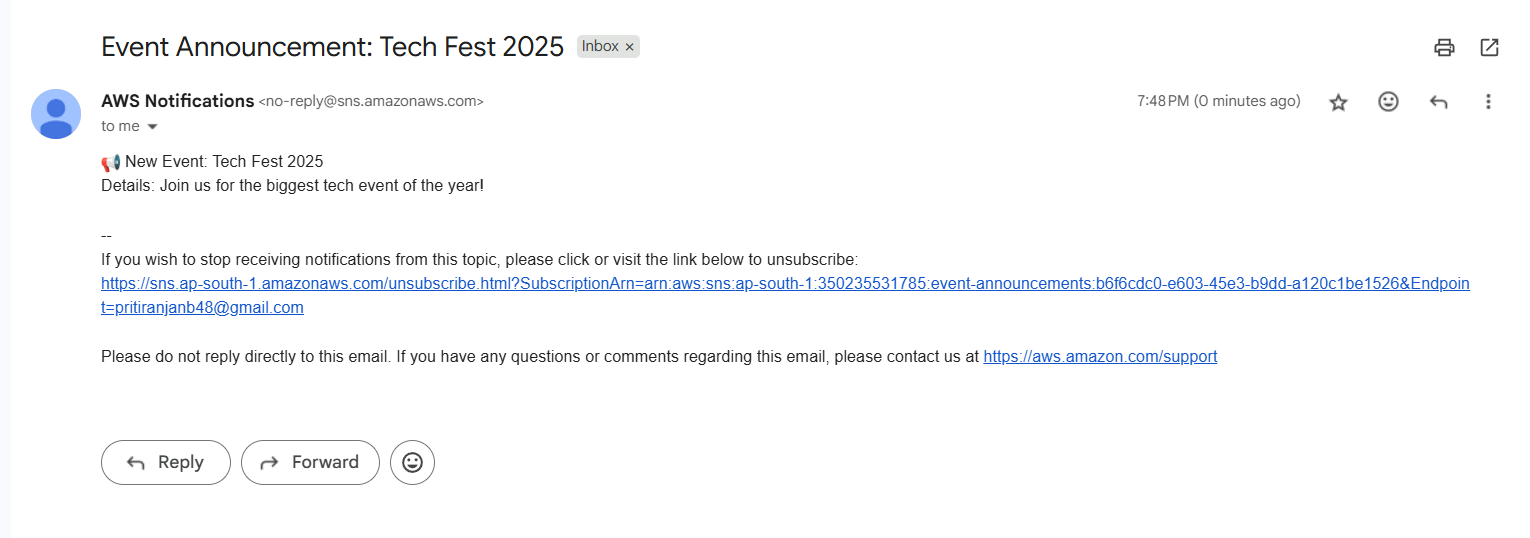 Event Announcement: Tech Fest 2025 Inbox ×
AWS Notifications <no-reply@sns.amazonaws.com> 7:48 PM (0 minutes ago)
to me
📢 New Event: Tech Fest 2025
Details: Join us for the biggest tech event of the year!
--
If you wish to stop receiving notifications from this topic, please click or visit the link below to unsubscribe:
https://sns.ap-south-1.amazonaws.com/unsubscribe.html?SubscriptionArn=arn:aws:sns:ap-south-1:350235531785:event-announcements:b6f6cdc0-e603-45e3-b9dd-a120c1be1526&Endpoin
t=pritiranjanb48@gmail.com
Please do not reply directly to this email. If you have any questions or comments regarding this email, please contact us at https://aws.amazon.com/support
Reply Forward